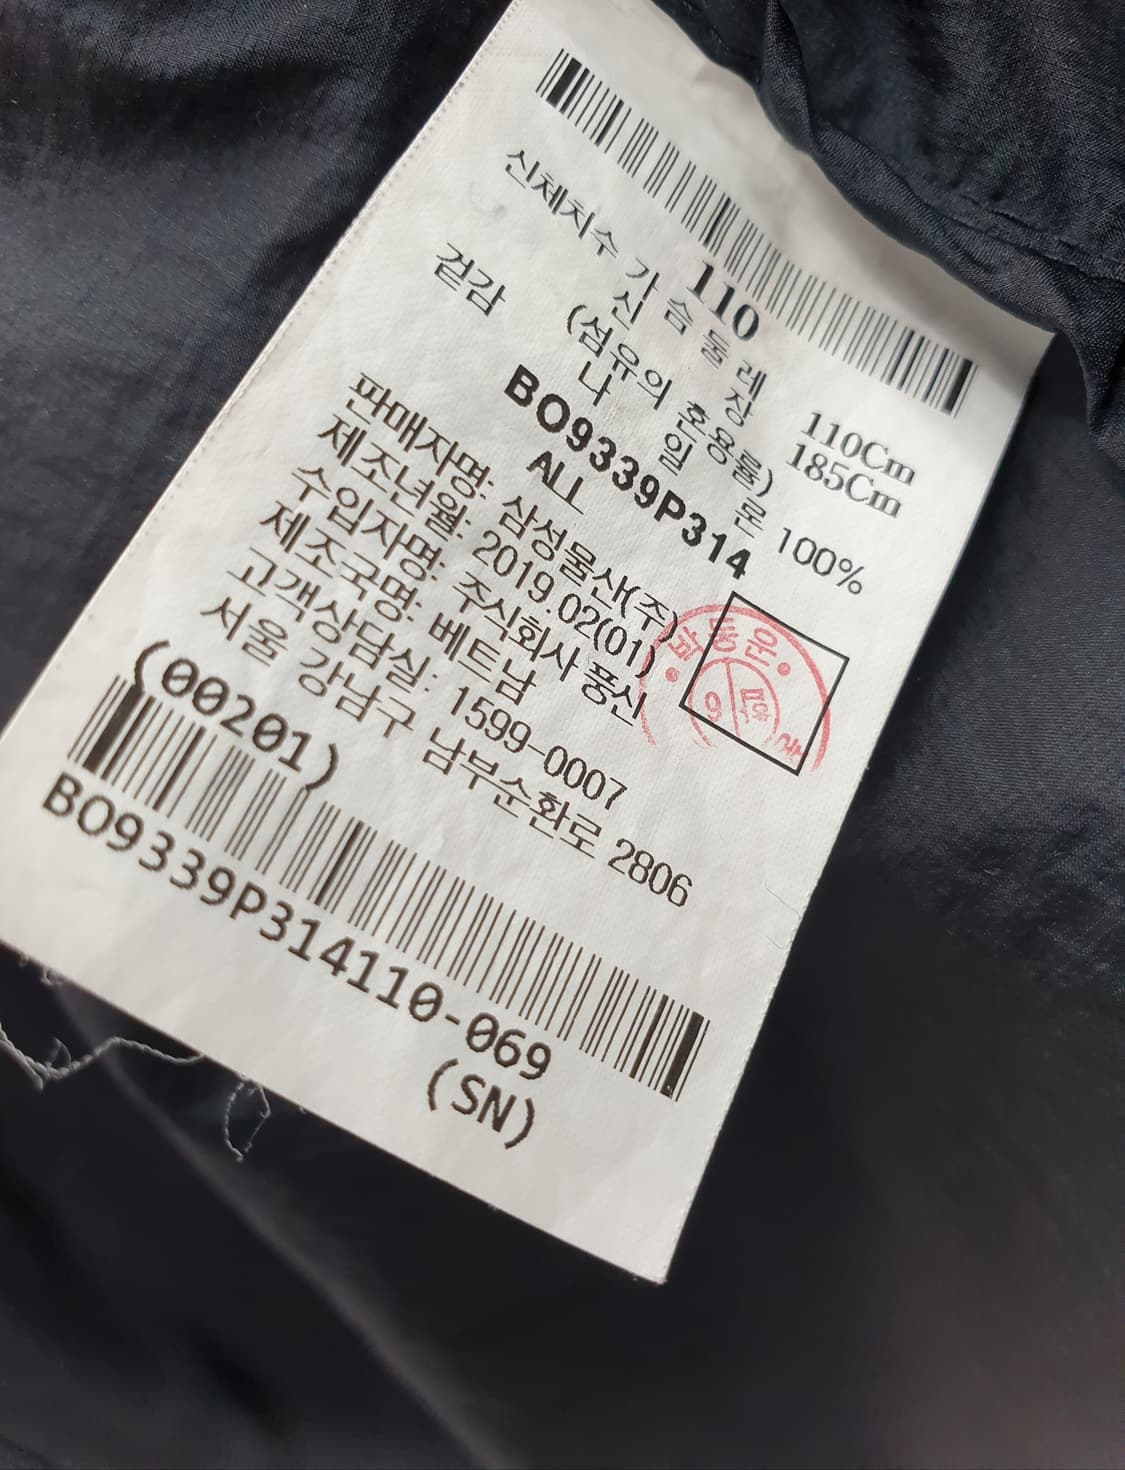 110
신체치수 가슴둘레 110Cm
신장 185Cm
겉감 (섬유의 혼용률)
나일론 100%
BO9339P314
ALL
판매자명: 삼성물산(주)
제조년월: 2019.02(01)
수입자명: 주식회사 풍신
제조국명: 베트남
고객상담실: 1599-0007
서울 강남구 남부순환로 2806
(00201)
BO9339P314110-069
(SN)
9